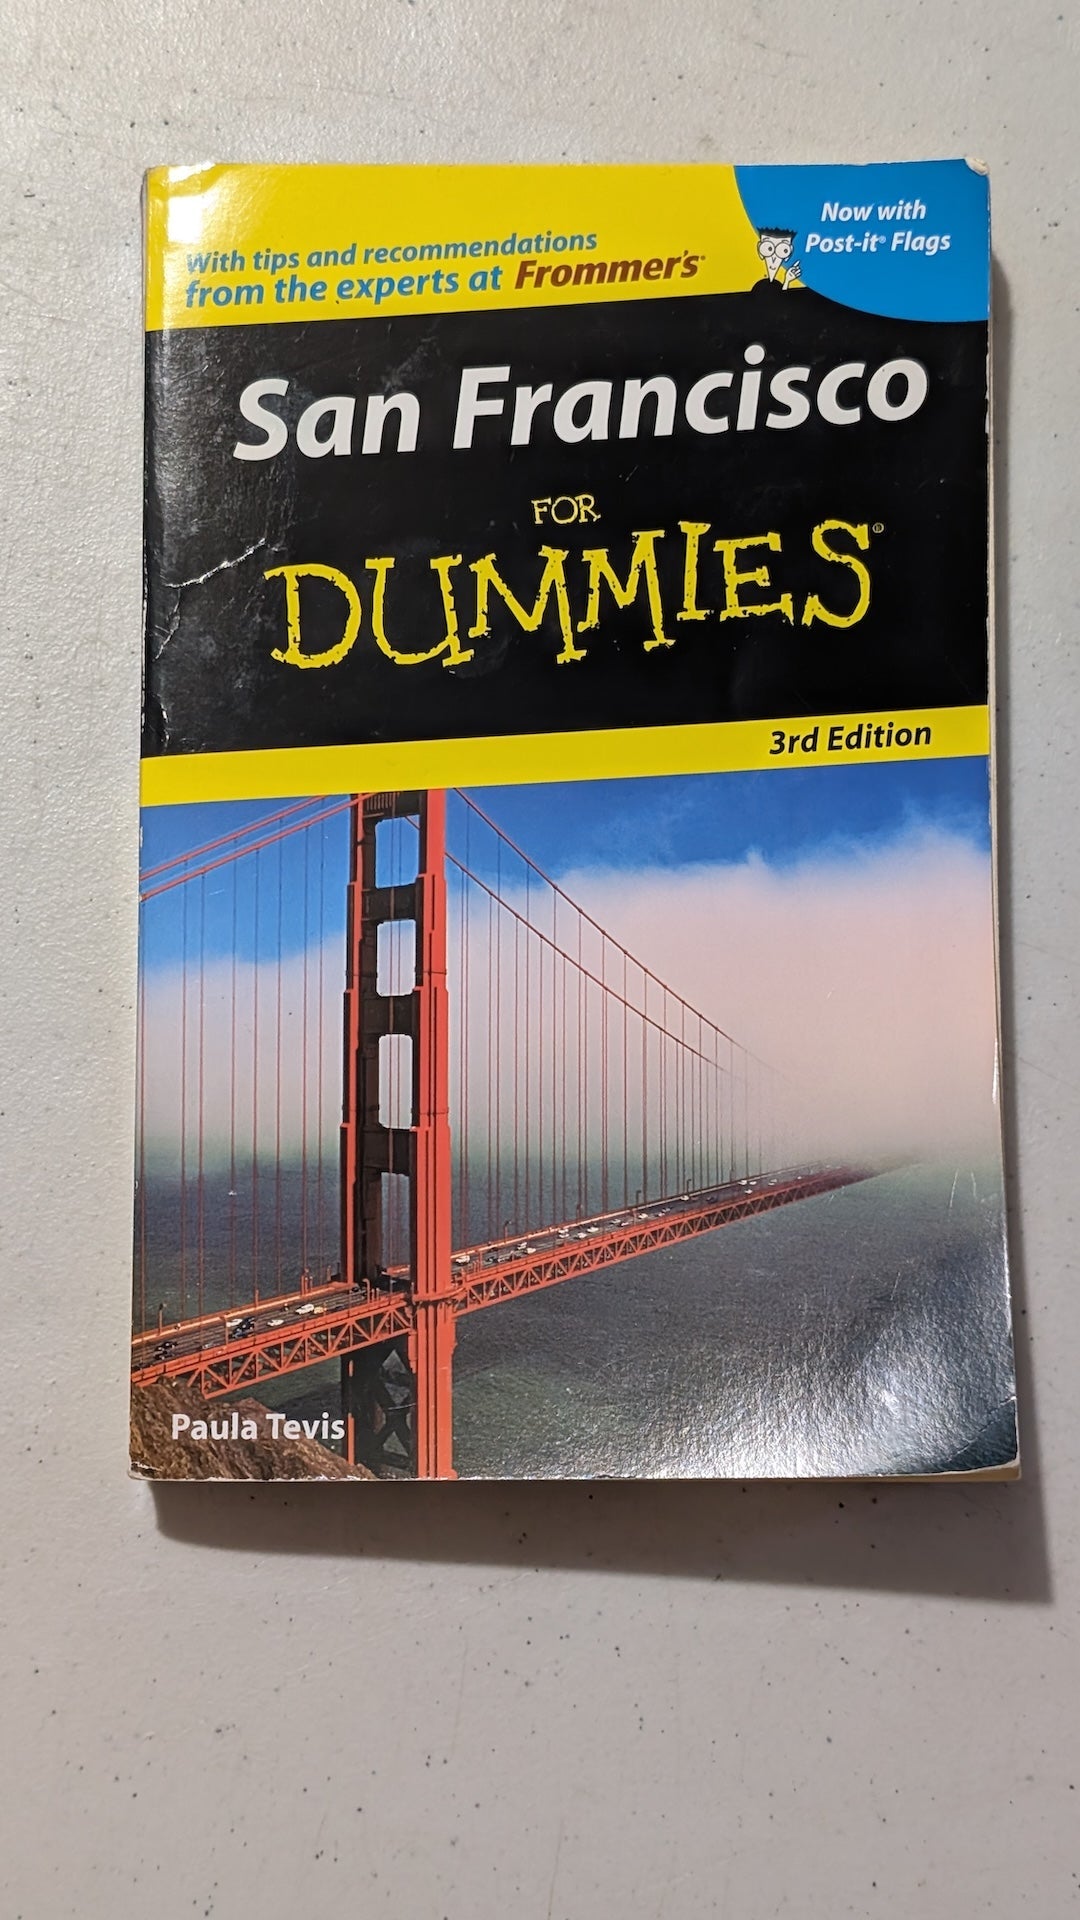 With tips and recommendations
from the experts at Frommer's®
Now with
Post-it® Flags
San Francisco
FOR
DUMMIES®
3rd Edition
Paula Tevis